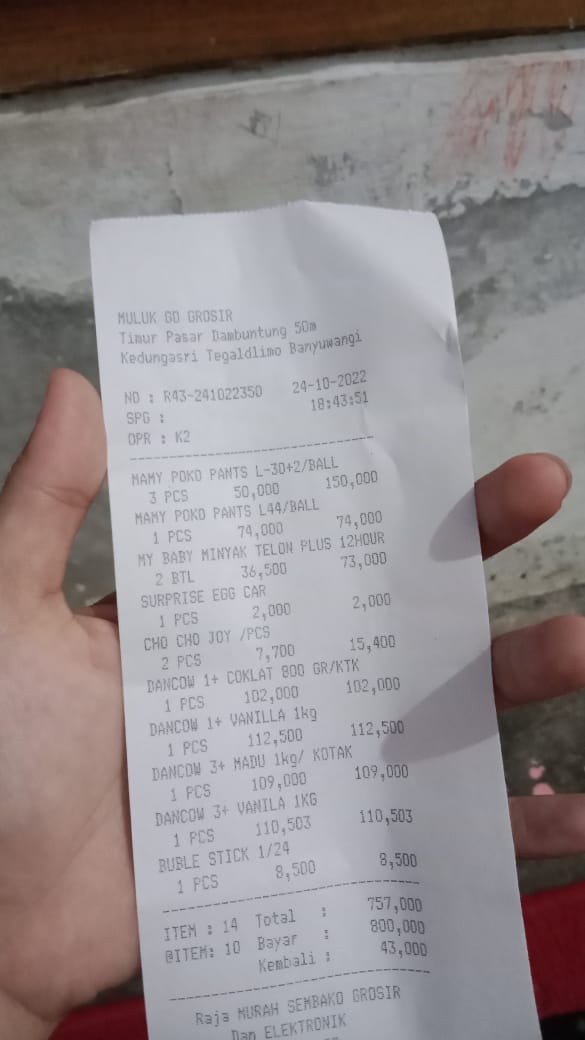 MULUK GD GROSIR
Timur Pasar Dambuntung 50m
Kedungasri Tegaldlimo Banyuwangi
NO : R43-241022350 24-10-2022
SPG : 18:43:51
OPR : K2
MAMY POKO PANTS L-30+2/BALL
3 PCS 50,000 150,000
MAMY POKO PANTS L44/BALL
1 PCS 74,000 74,000
MY BABY MINYAK TELON PLUS 12HOUR
2 BTL 36,500 73,000
SURPRISE EGG CAR
1 PCS 2,000 2,000
CHO CHO JOY /PCS
2 PCS 7,700 15,400
DANCOW 1+ COKLAT 800 GR/KTK
1 PCS 102,000 102,000
DANCOW 1+ VANILLA 1kg
1 PCS 112,500 112,500
DANCOW 3+ MADU 1kg/ KOTAK
1 PCS 109,000 109,000
DANCOW 3+ VANILA 1KG
1 PCS 110,503 110,503
BUBLE STICK 1/24
1 PCS 8,500 8,500
ITEM : 14 Total : 757,000
@ITEM: 10 Bayar : 800,000
Kembali : 43,000
Raja MURAH SEMBAKO GROSIR
Dan ELEKTRONIK